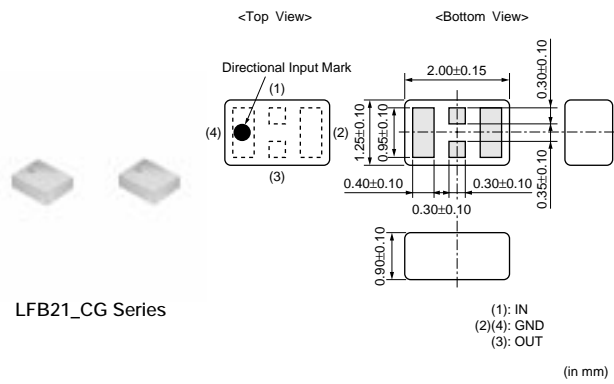 <Top View>
<Bottom View>
Directional Input Mark
(1)
(4)
(2)
(3)
2.00±0.15
0.30±0.10
1.25±0.10
0.95±0.10
0.35±0.10
0.40±0.10
0.30±0.10
0.30±0.10
0.90±0.10
LFB21_CG Series
(1): IN
(2)(4): GND
(3): OUT
(in mm)